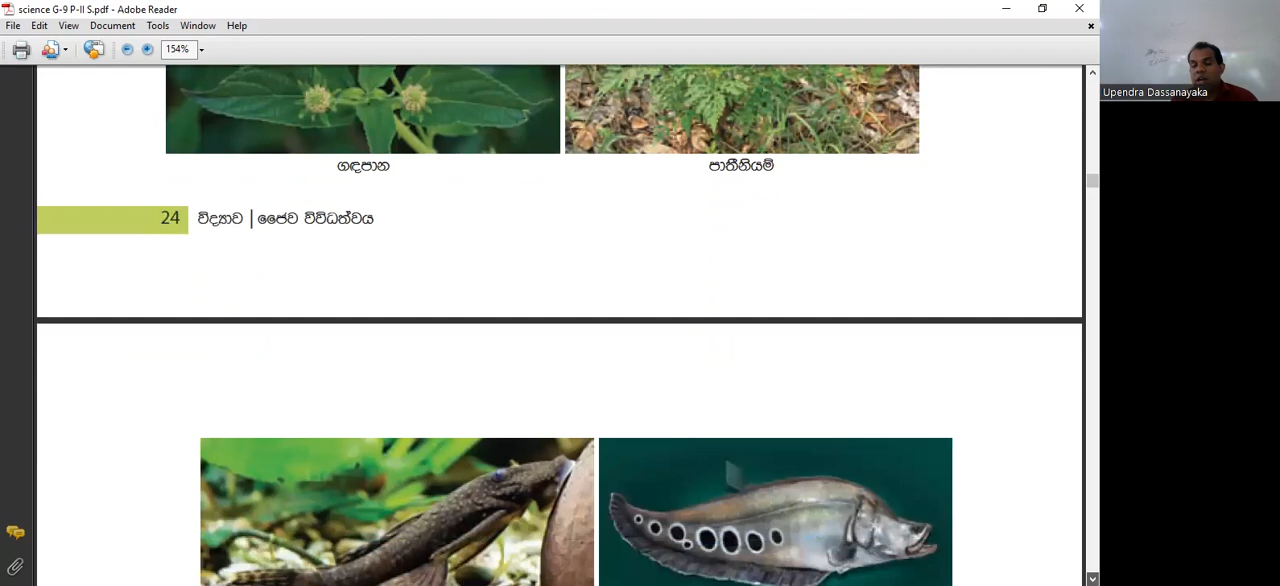 science G-9 P-II S.pdf - Adobe Reader
File Edit View Document Tools Window Help
154%
Upendra Dassanayaka
ගඳපාන
පාතීනියම්
24 විද්‍යාව | ජෛව විවිධත්වය